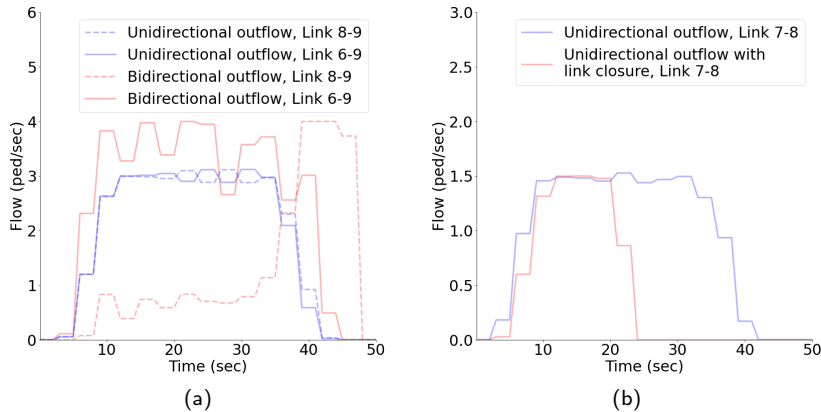 6
5
4
3
2
1
0
Flow (ped/sec)
10
20
30
40
50
Time (sec)
Unidirectional outflow, Link 8-9
Unidirectional outflow, Link 6-9
Bidirectional outflow, Link 8-9
Bidirectional outflow, Link 6-9
(a)
3.0
2.5
2.0
1.5
1.0
0.5
0.0
Flow (ped/sec)
10
20
30
40
50
Time (sec)
Unidirectional outflow, Link 7-8
Unidirectional outflow with
link closure, Link 7-8
(b)